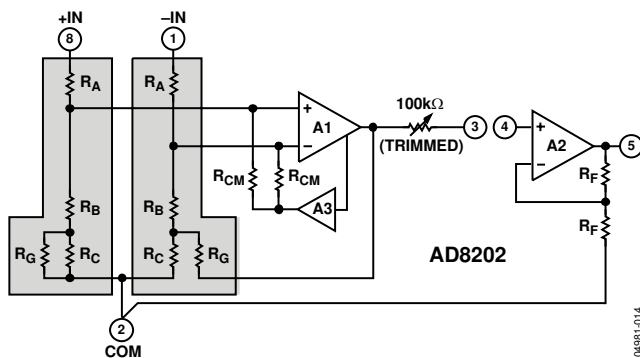 +IN
–IN
8
1
RA
RA
100kΩ
+
A1
–
3
4
+
A2
–
5
(TRIMMED)
RCM
RCM
A3
RF
RB
RB
RG
RC
RC
RG
RF
AD8202
2
COM
04981-014